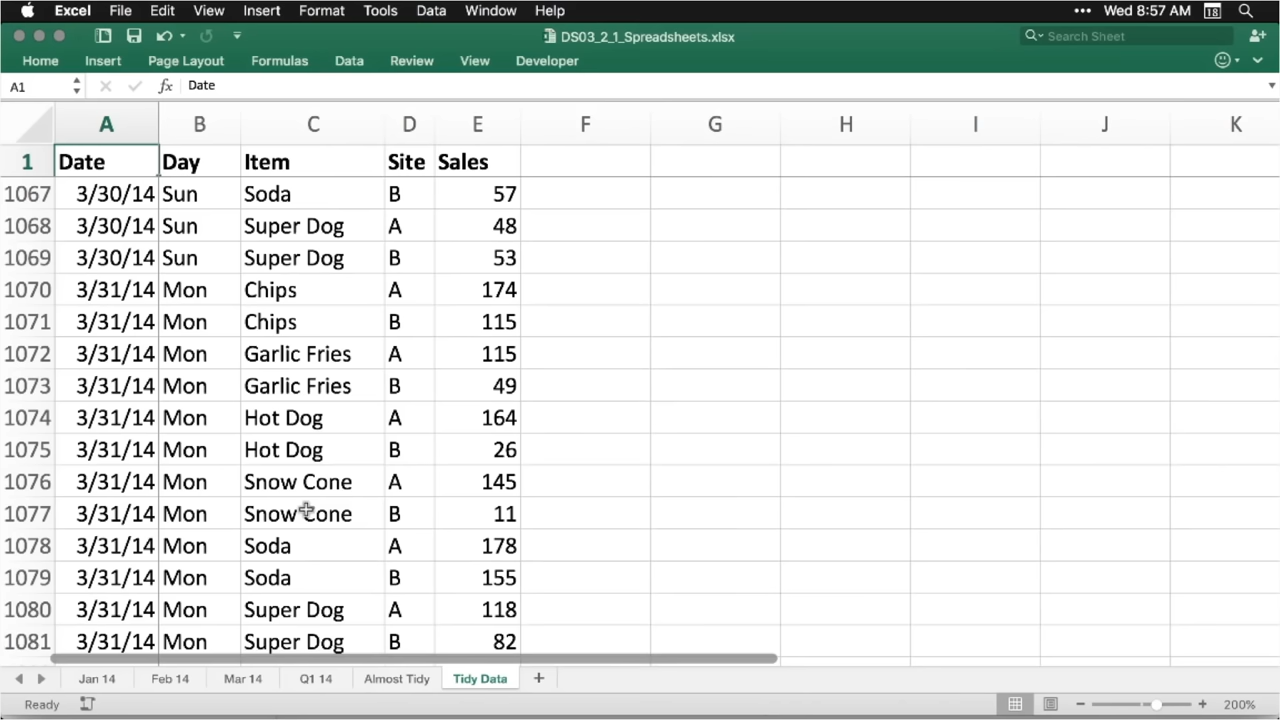 Excel File Edit View Insert Format Tools Data Window Help ••• Wed 8:57 AM 18
DS03_2_1_Spreadsheets.xlsx Search Sheet
Home Insert Page Layout Formulas Data Review View Developer
A1 fx Date
A B C D E F G H I J K
1 Date Day Item Site Sales
1067 3/30/14 Sun Soda B 57
1068 3/30/14 Sun Super Dog A 48
1069 3/30/14 Sun Super Dog B 53
1070 3/31/14 Mon Chips A 174
1071 3/31/14 Mon Chips B 115
1072 3/31/14 Mon Garlic Fries A 115
1073 3/31/14 Mon Garlic Fries B 49
1074 3/31/14 Mon Hot Dog A 164
1075 3/31/14 Mon Hot Dog B 26
1076 3/31/14 Mon Snow Cone A 145
1077 3/31/14 Mon Snow Cone B 11
1078 3/31/14 Mon Soda A 178
1079 3/31/14 Mon Soda B 155
1080 3/31/14 Mon Super Dog A 118
1081 3/31/14 Mon Super Dog B 82
Jan 14 Feb 14 Mar 14 Q1 14 Almost Tidy Tidy Data +
Ready − + 200%